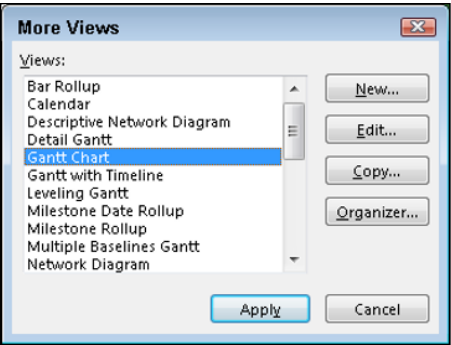 More Views
Views:
Bar Rollup
Calendar
Descriptive Network Diagram
Detail Gantt
Gantt Chart
Gantt with Timeline
Leveling Gantt
Milestone Date Rollup
Milestone Rollup
Multiple Baselines Gantt
Network Diagram
New...
Edit...
Copy...
Organizer...
Apply
Cancel